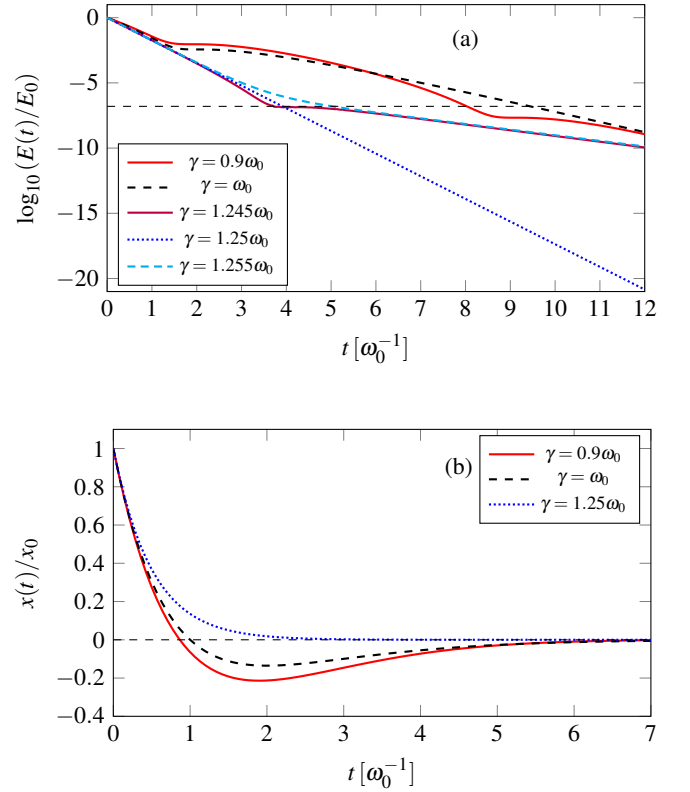 (a)
log₁₀(E(t)/E₀)
0
−5
−10
−15
−20
γ = 0.9ω₀
γ = ω₀
γ = 1.245ω₀
γ = 1.25ω₀
γ = 1.255ω₀
0 1 2 3 4 5 6 7 8 9 10 11 12
t [ω₀⁻¹]
(b)
x(t)/x₀
1
0.8
0.6
0.4
0.2
0
−0.2
−0.4
γ = 0.9ω₀
γ = ω₀
γ = 1.25ω₀
0 1 2 3 4 5 6 7
t [ω₀⁻¹]